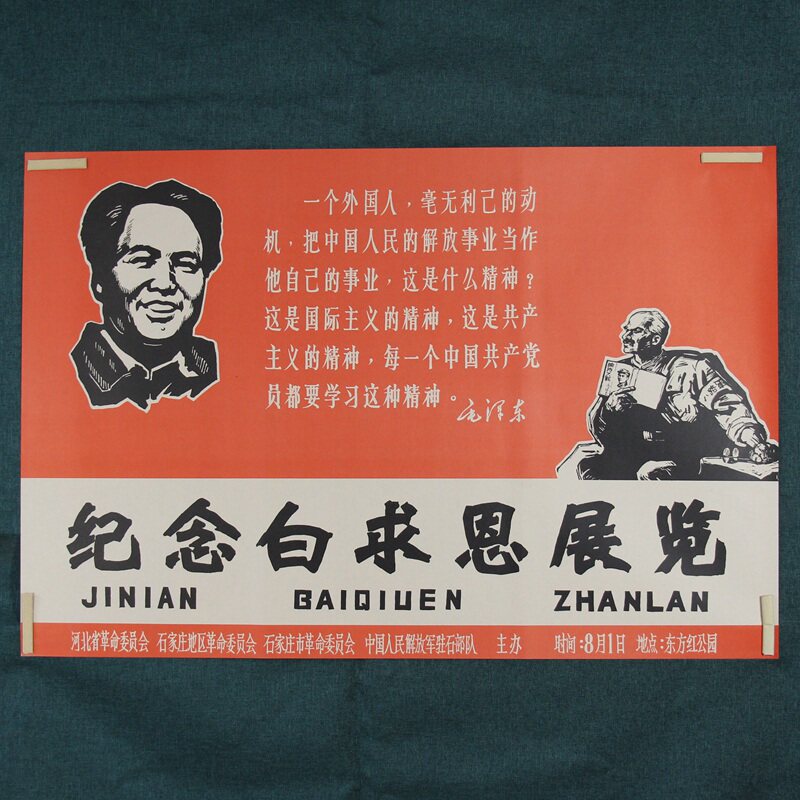 一个外国人，毫无利己的动
机，把中国人民的解放事业当作
他自己的事业，这是什么精神？
这是国际主义的精神，这是共产
主义的精神，每一个中国共产党
员都要学习这种精神。毛泽东
纪念白求恩展览
JINIAN BAIQIUEN ZHANLAN
河北省革命委员会 石家庄地区革命委员会 石家庄市革命委员会 中国人民解放军驻石部队 主办 时间：8月1日 地点：东方红公园